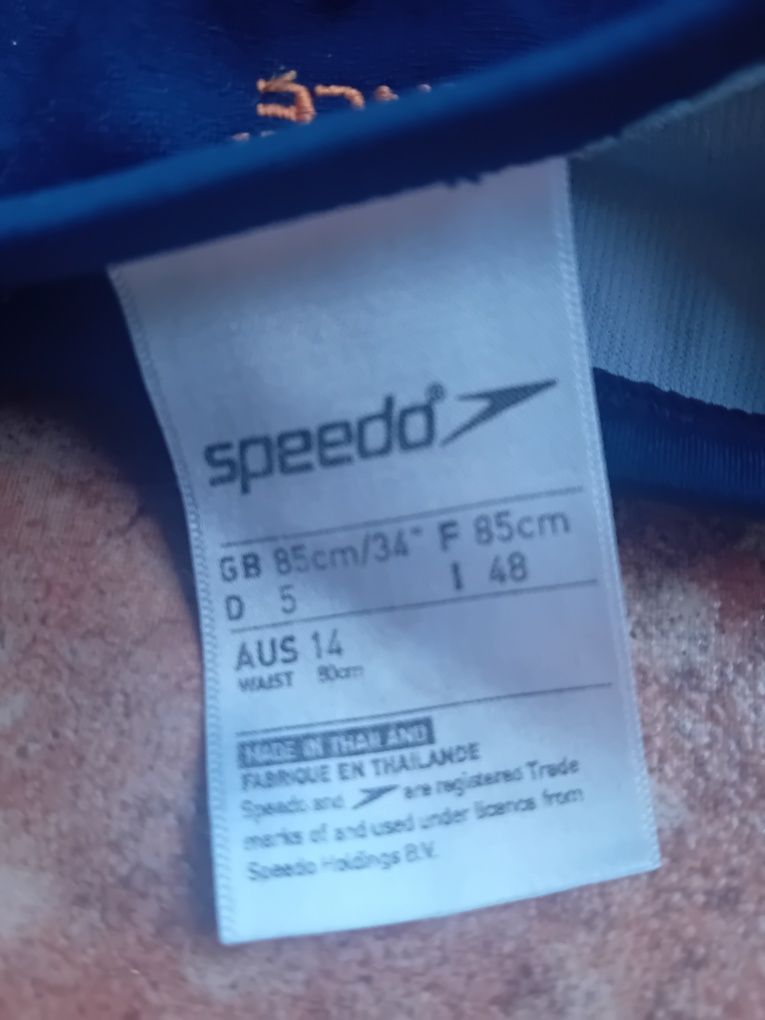 speedo®
GB 85cm/34" F 85cm
D 5 I 48
AUS 14
WAIST 80cm
MADE IN THAILAND
FABRIQUE EN THAÏLANDE
Speedo and are registered Trade
marks of and used under licence from
Speedo Holdings B.V.